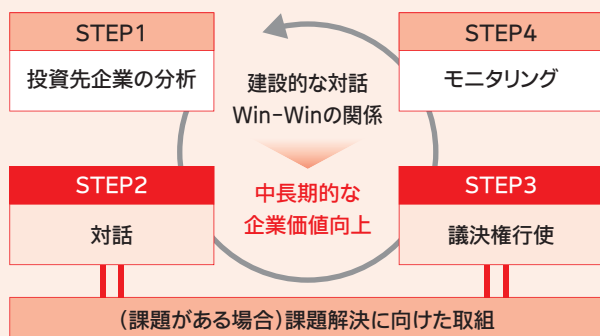 STEP1
投資先企業の分析
STEP4
モニタリング
建設的な対話
Win-Winの関係
中長期的な
企業価値向上
STEP2
対話
STEP3
議決権行使
(課題がある場合)課題解決に向けた取組